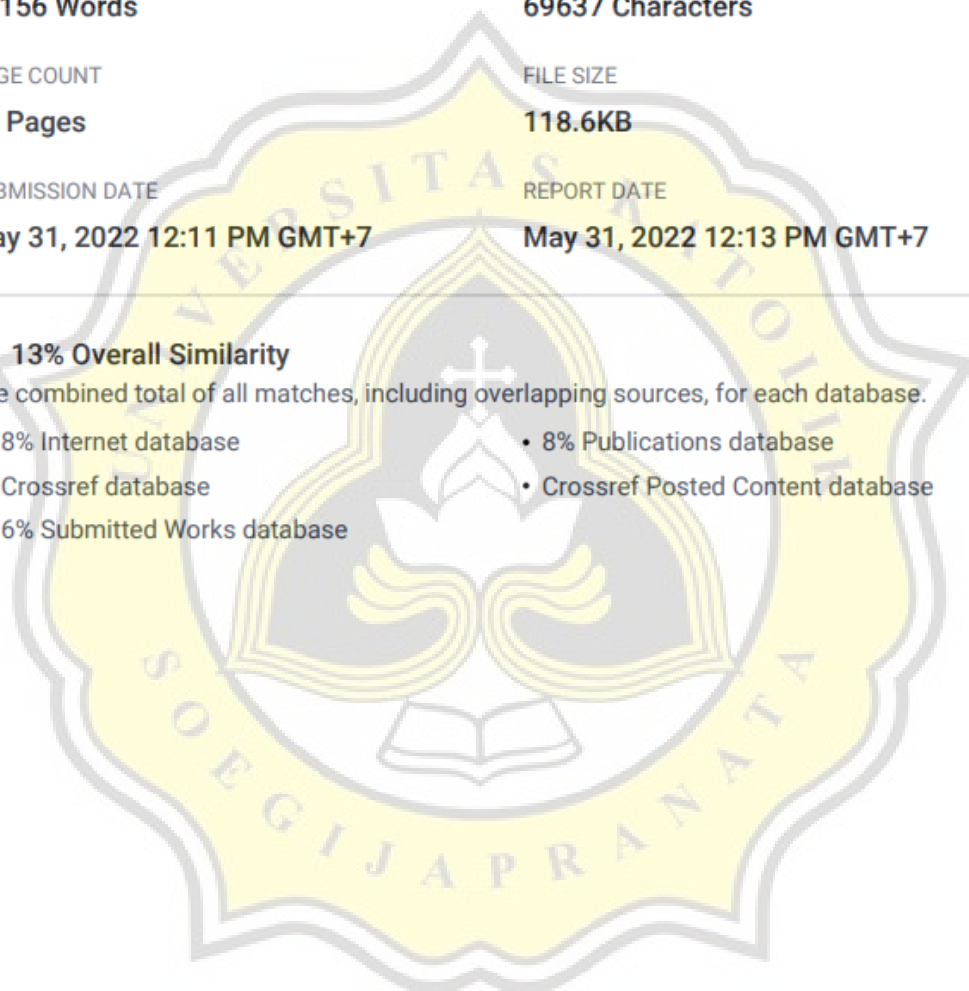 156 Words 69637 Characters
GE COUNT FILE SIZE
Pages 118.6KB
BMISSION DATE REPORT DATE
ay 31, 2022 12:11 PM GMT+7 May 31, 2022 12:13 PM GMT+7
13% Overall Similarity
e combined total of all matches, including overlapping sources, for each database.
8% Internet database • 8% Publications database
Crossref database • Crossref Posted Content database
6% Submitted Works database
UNIVERSITAS KATOLIK
SOEGIJAPRANATA